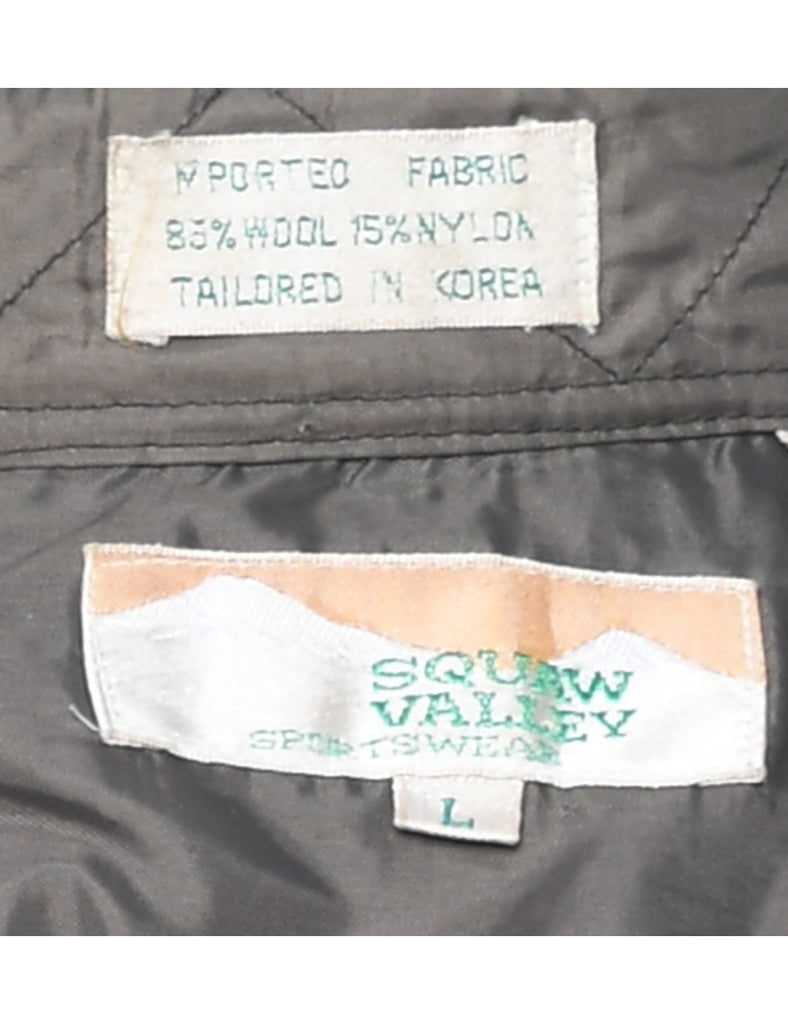 IMPORTED FABRIC
85% WOOL 15% NYLON
TAILORED IN KOREA
SQUAW
VALLEY
SPORTSWEAR
L